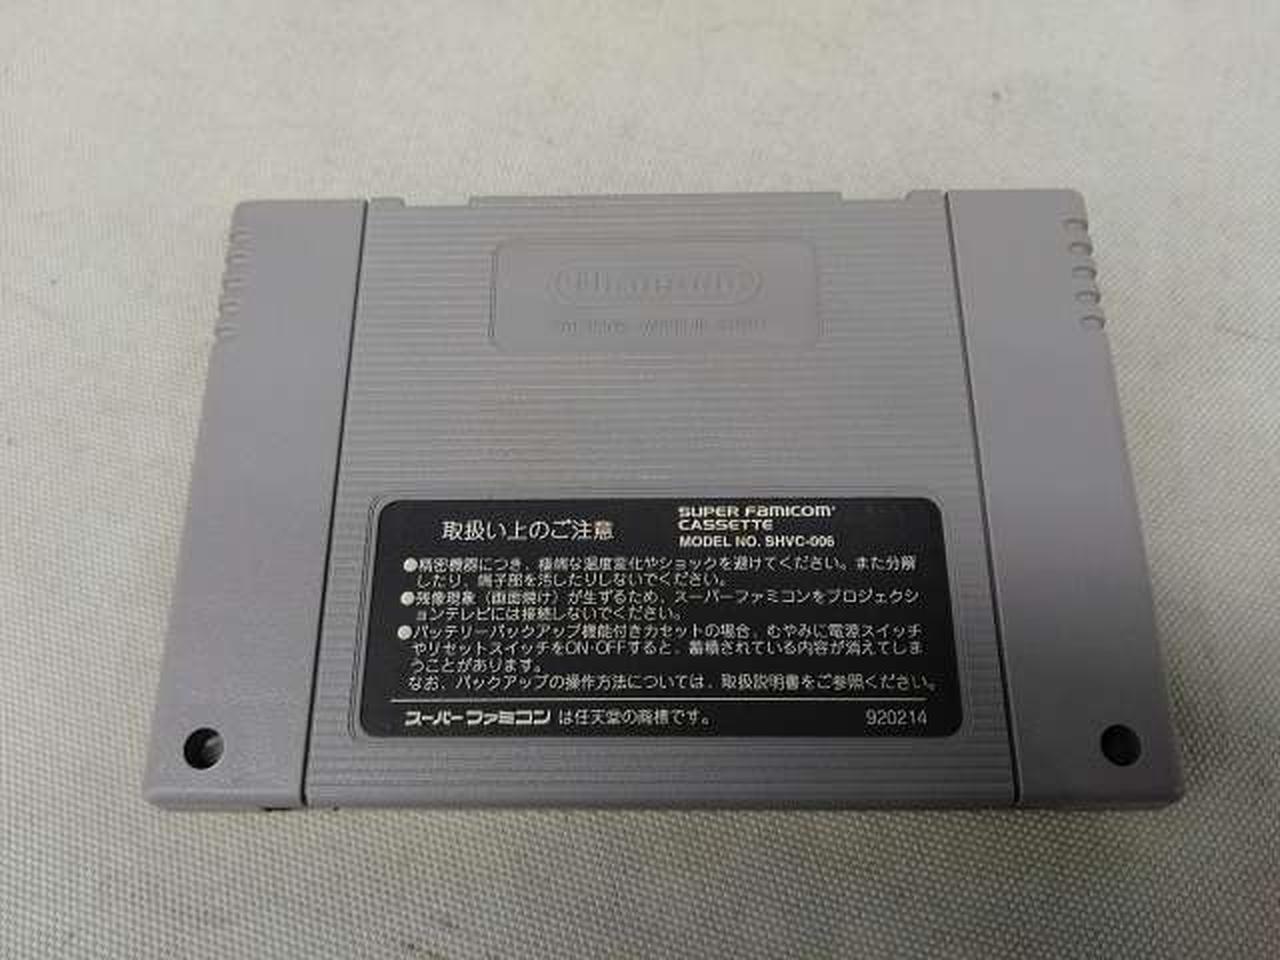 Nintendo
取扱い上のご注意
SUPER FAMICOM
CASSETTE
MODEL NO. SHVC-006
●精密機器につき、極端な温度変化やショックを避けてください。また分解
したり、端子部を汚したりしないでください。
●残像現象（画面焼け）が生ずるため、スーパーファミコンをプロジェクシ
ョンテレビには接続しないでください。
●バッテリーバックアップ機能付きカセットの場合、むやみに電源スイッチ
やリセットスイッチをON・OFFすると、蓄積されている内容が消えてしま
うことがあります。
なお、バックアップの操作方法については、取扱説明書をご参照ください。
スーパーファミコン は任天堂の商標です。
920214